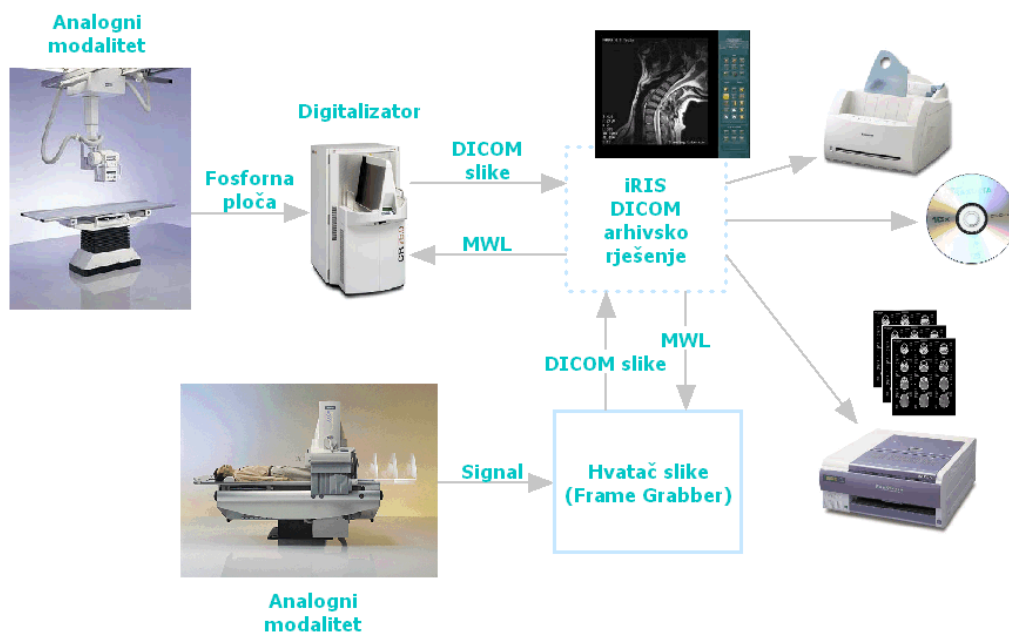 Analogni
modalitet
Digitalizator
Fosforna
ploča
DICOM
slike
MWL
iRIS
DICOM
arhivsko
rješenje
DICOM slike
MWL
Signal
Hvatač slike
(Frame Grabber)
Analogni
modalitet